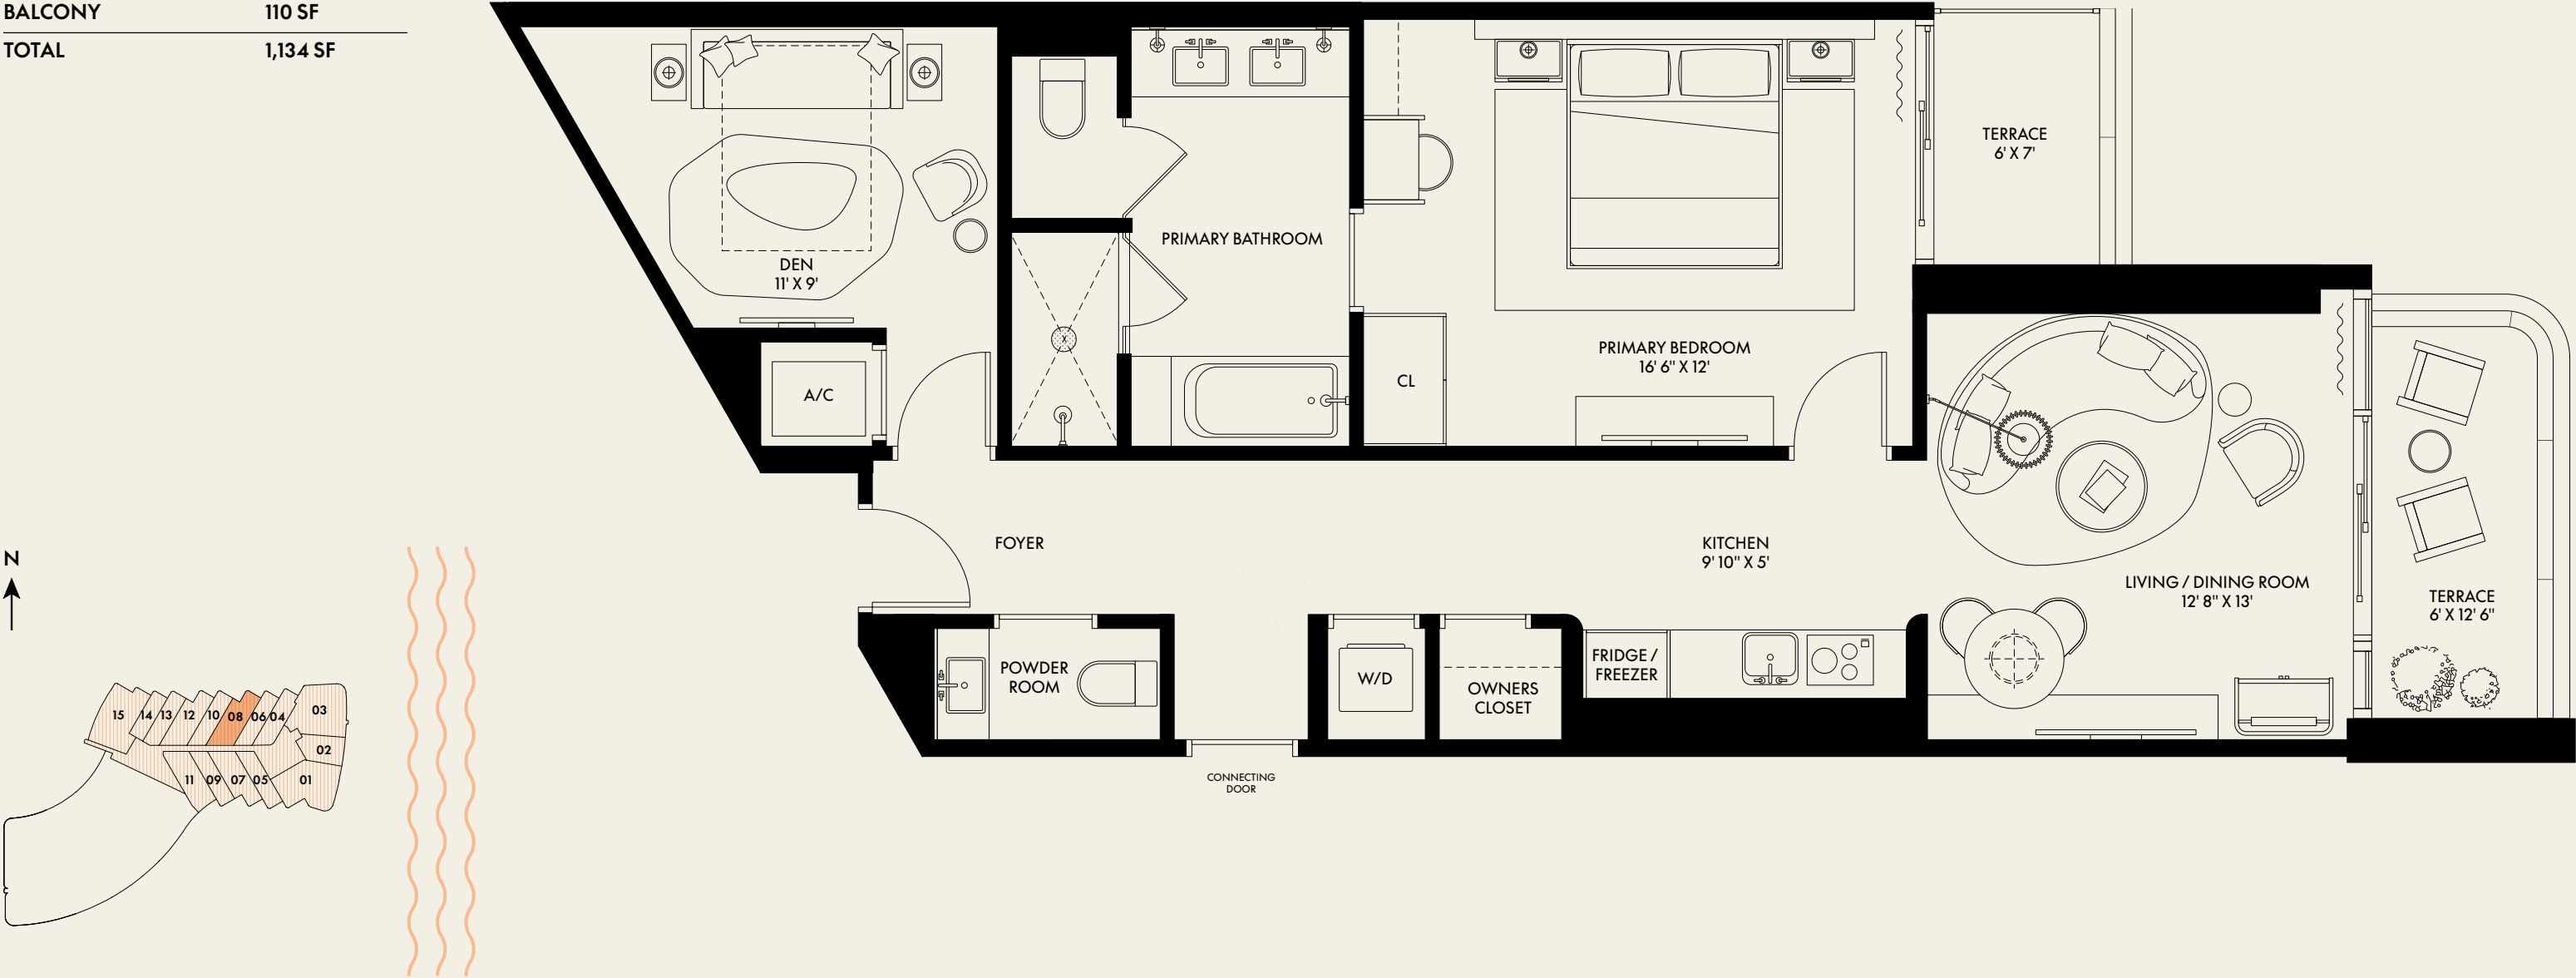 BALCONY 110 SF
TOTAL 1,134 SF
DEN
11' X 9'
A/C
PRIMARY BATHROOM
CL
PRIMARY BEDROOM
16' 6" X 12'
TERRACE
6' X 7'
FOYER
KITCHEN
9' 10" X 5'
LIVING / DINING ROOM
12' 8" X 13'
TERRACE
6' X 12' 6"
POWDER
ROOM
W/D
OWNERS
CLOSET
FRIDGE /
FREEZER
CONNECTING
DOOR
N
15 14 13 12 10 08 06 04 03
02
11 09 07 05 01